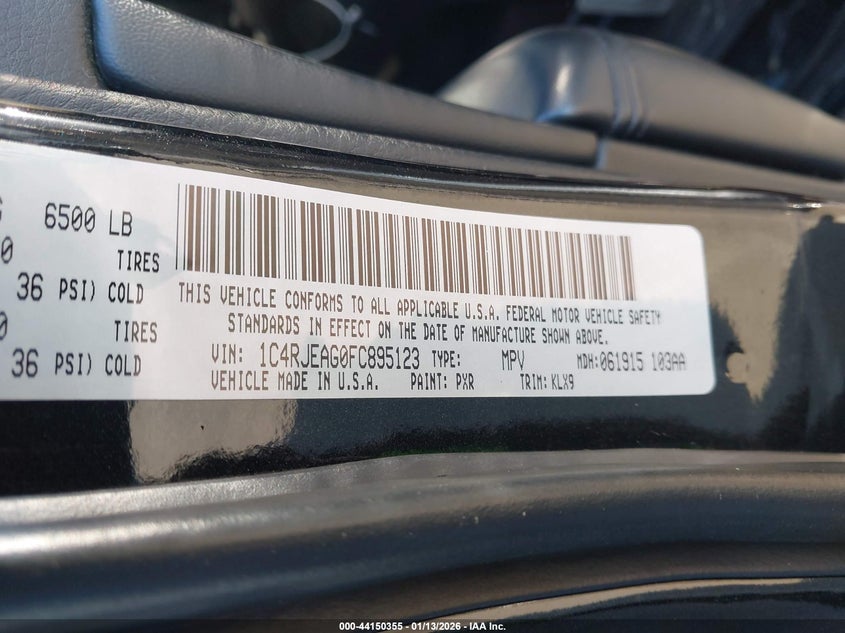 G 6500 LB
0 TIRES
36 PSI) COLD
0 TIRES
36 PSI) COLD
THIS VEHICLE CONFORMS TO ALL APPLICABLE U.S.A. FEDERAL MOTOR VEHICLE SAFETY
STANDARDS IN EFFECT ON THE DATE OF MANUFACTURE SHOWN ABOVE.
VIN: 1C4RJEAG0FC895123 TYPE: MPV MDH:061915 103AA
VEHICLE MADE IN U.S.A. PAINT: PXR TRIM: KLX9
000-44150355 - 01/13/2026 - IAA Inc.